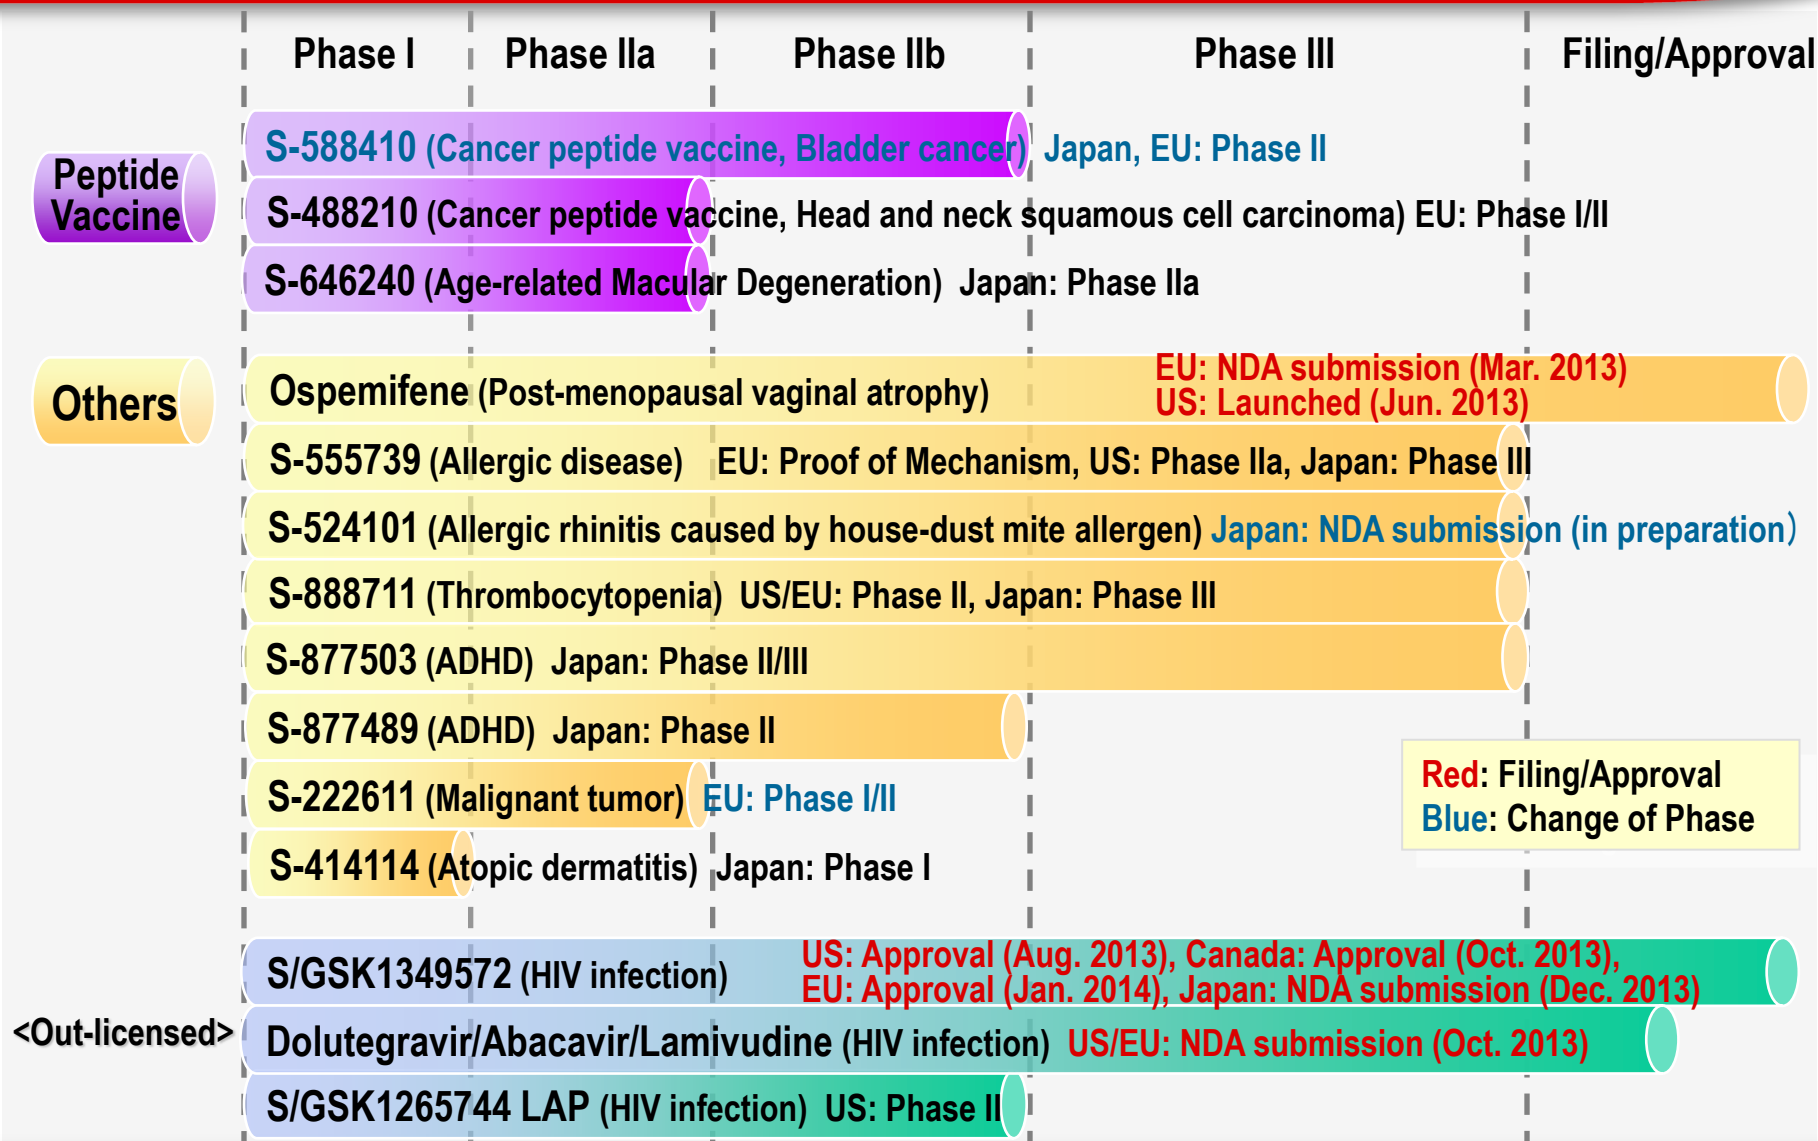 Phase I Phase IIa Phase IIb Phase III Filing/Approval
Peptide
Vaccine
S-588410 (Cancer peptide vaccine, Bladder cancer) Japan, EU: Phase II
S-488210 (Cancer peptide vaccine, Head and neck squamous cell carcinoma) EU: Phase I/II
S-646240 (Age-related Macular Degeneration) Japan: Phase IIa
Others
Ospemifene (Post-menopausal vaginal atrophy)
EU: NDA submission (Mar. 2013)
US: Launched (Jun. 2013)
S-555739 (Allergic disease) EU: Proof of Mechanism, US: Phase IIa, Japan: Phase III
S-524101 (Allergic rhinitis caused by house-dust mite allergen) Japan: NDA submission (in preparation）
S-888711 (Thrombocytopenia) US/EU: Phase II, Japan: Phase III
S-877503 (ADHD) Japan: Phase II/III
S-877489 (ADHD) Japan: Phase II
S-222611 (Malignant tumor) EU: Phase I/II
S-414114 (Atopic dermatitis) Japan: Phase I
Red: Filing/Approval
Blue: Change of Phase
<Out-licensed>
S/GSK1349572 (HIV infection)
US: Approval (Aug. 2013), Canada: Approval (Oct. 2013),
EU: Approval (Jan. 2014), Japan: NDA submission (Dec. 2013)
Dolutegravir/Abacavir/Lamivudine (HIV infection) US/EU: NDA submission (Oct. 2013)
S/GSK1265744 LAP (HIV infection) US: Phase II